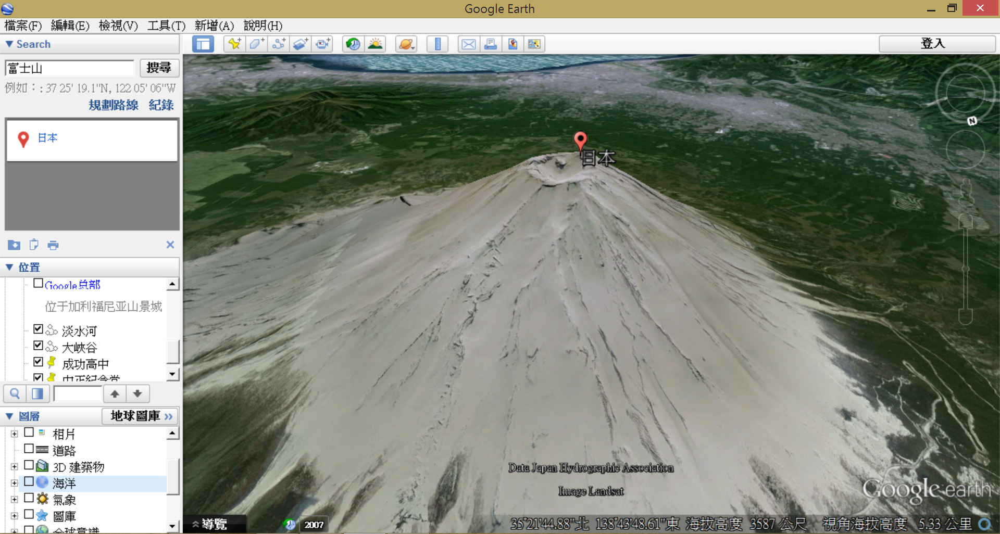 Google Earth
檔案(F) 編輯(E) 檢視(V) 工具(T) 新增(A) 說明(H)
Search
登入
富士山
搜尋
例如：: 37 25' 19.1"N, 122 05' 06"W
規劃路線 紀錄
日本
位置
Google总部
位于加利福尼亚山景城
淡水河
大峽谷
成功高中
中正紀念堂
圖層
地球圖庫 »
相片
道路
3D 建築物
海洋
氣象
圖庫
全球意識
日本
N
Data Japan Hydrographic Association
Image Landsat
Google earth
導覽
2007
35°21'44.88"北 138°43'48.61"東 海拔高度 3587 公尺 視角海拔高度 5.33 公里